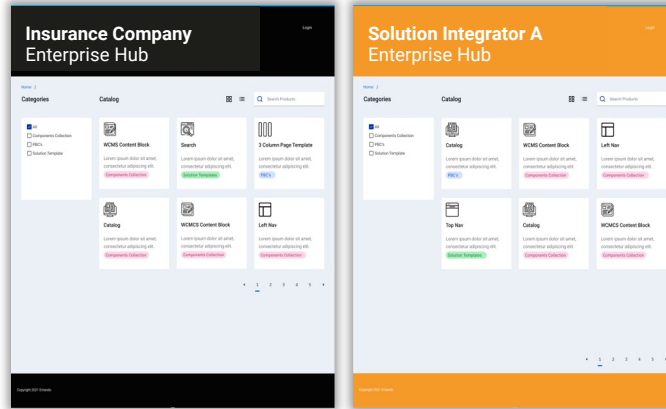 Insurance Company
Enterprise Hub
Login
Home /
Categories
Catalog
Search Products
All
Components Collection
PBC's
Solution Template
WCMS Content Block
Lorem ipsum dolor sit amet,
consectetur adipiscing elit.
Components Collection
Search
Lorem ipsum dolor sit amet,
consectetur adipiscing elit.
Solution Templates
3 Column Page Template
Lorem ipsum dolor sit amet,
consectetur adipiscing elit.
PBC's
Catalog
Lorem ipsum dolor sit amet,
consectetur adipiscing elit.
Components Collection
WCMCS Content Block
Lorem ipsum dolor sit amet,
consectetur adipiscing elit.
Components Collection
Left Nav
Lorem ipsum dolor sit amet,
consectetur adipiscing elit.
Components Collection
1 2 3 4 5
Copyright 2021 Entando
Solution Integrator A
Enterprise Hub
Login
Home /
Categories
Catalog
Search Products
All
Components Collection
PBC's
Solution Template
Catalog
Lorem ipsum dolor sit amet,
consectetur adipiscing elit.
PBC's
WCMS Content Block
Lorem ipsum dolor sit amet,
consectetur adipiscing elit.
Components Collection
Left Nav
Lorem ipsum dolor sit amet,
consectetur adipiscing elit.
Components Collection
Top Nav
Lorem ipsum dolor sit amet,
consectetur adipiscing elit.
Solution Templates
Catalog
Lorem ipsum dolor sit amet,
consectetur adipiscing elit.
Components Collection
WCMCS Content Block
Lorem ipsum dolor sit amet,
consectetur adipiscing elit.
Components Collection
1 2 3 4 5
Copyright 2021 Entando